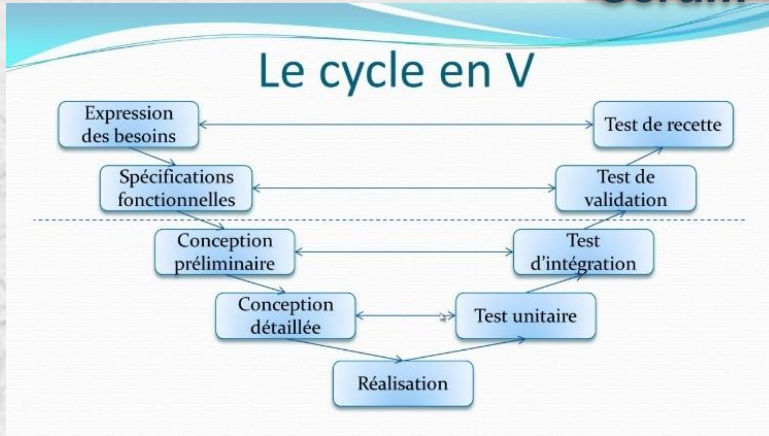 Le cycle en V
Expression
des besoins
Test de recette
Spécifications
fonctionnelles
Test de
validation
Conception
préliminaire
Test
d'intégration
Conception
détaillée
Test unitaire
Réalisation